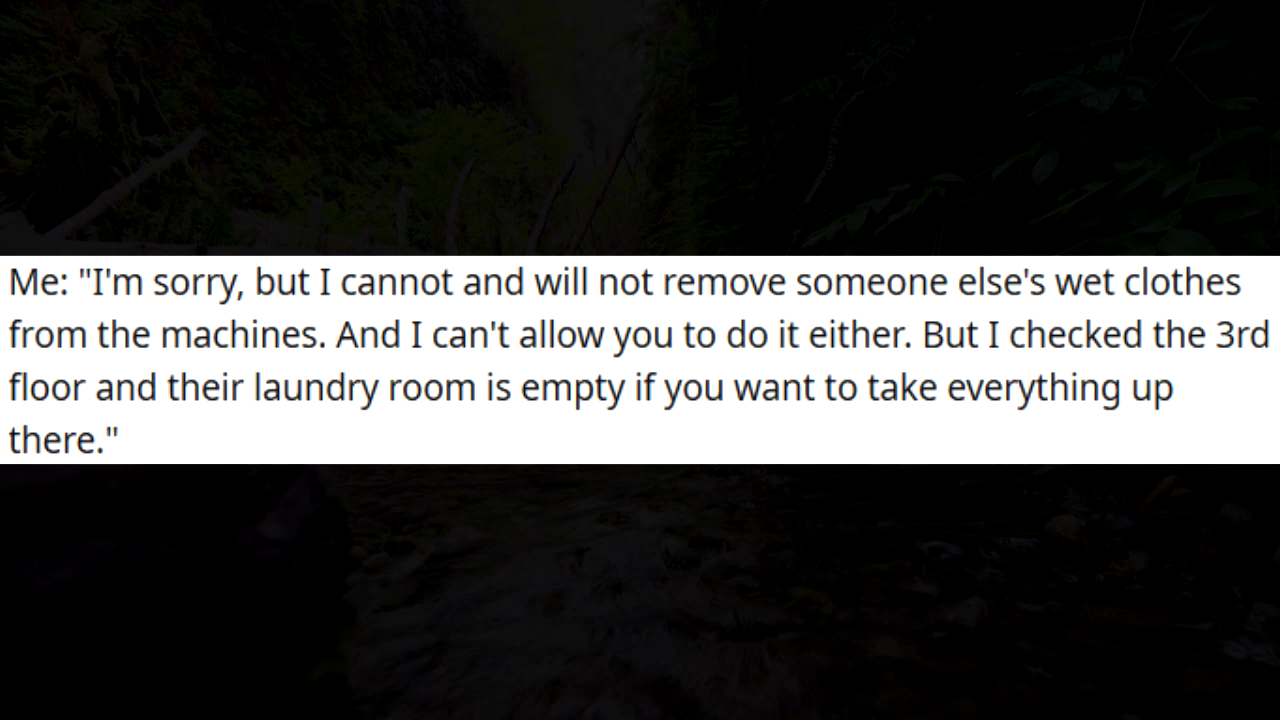 Me: "I'm sorry, but I cannot and will not remove someone else's wet clothes
from the machines. And I can't allow you to do it either. But I checked the 3rd
floor and their laundry room is empty if you want to take everything up
there."